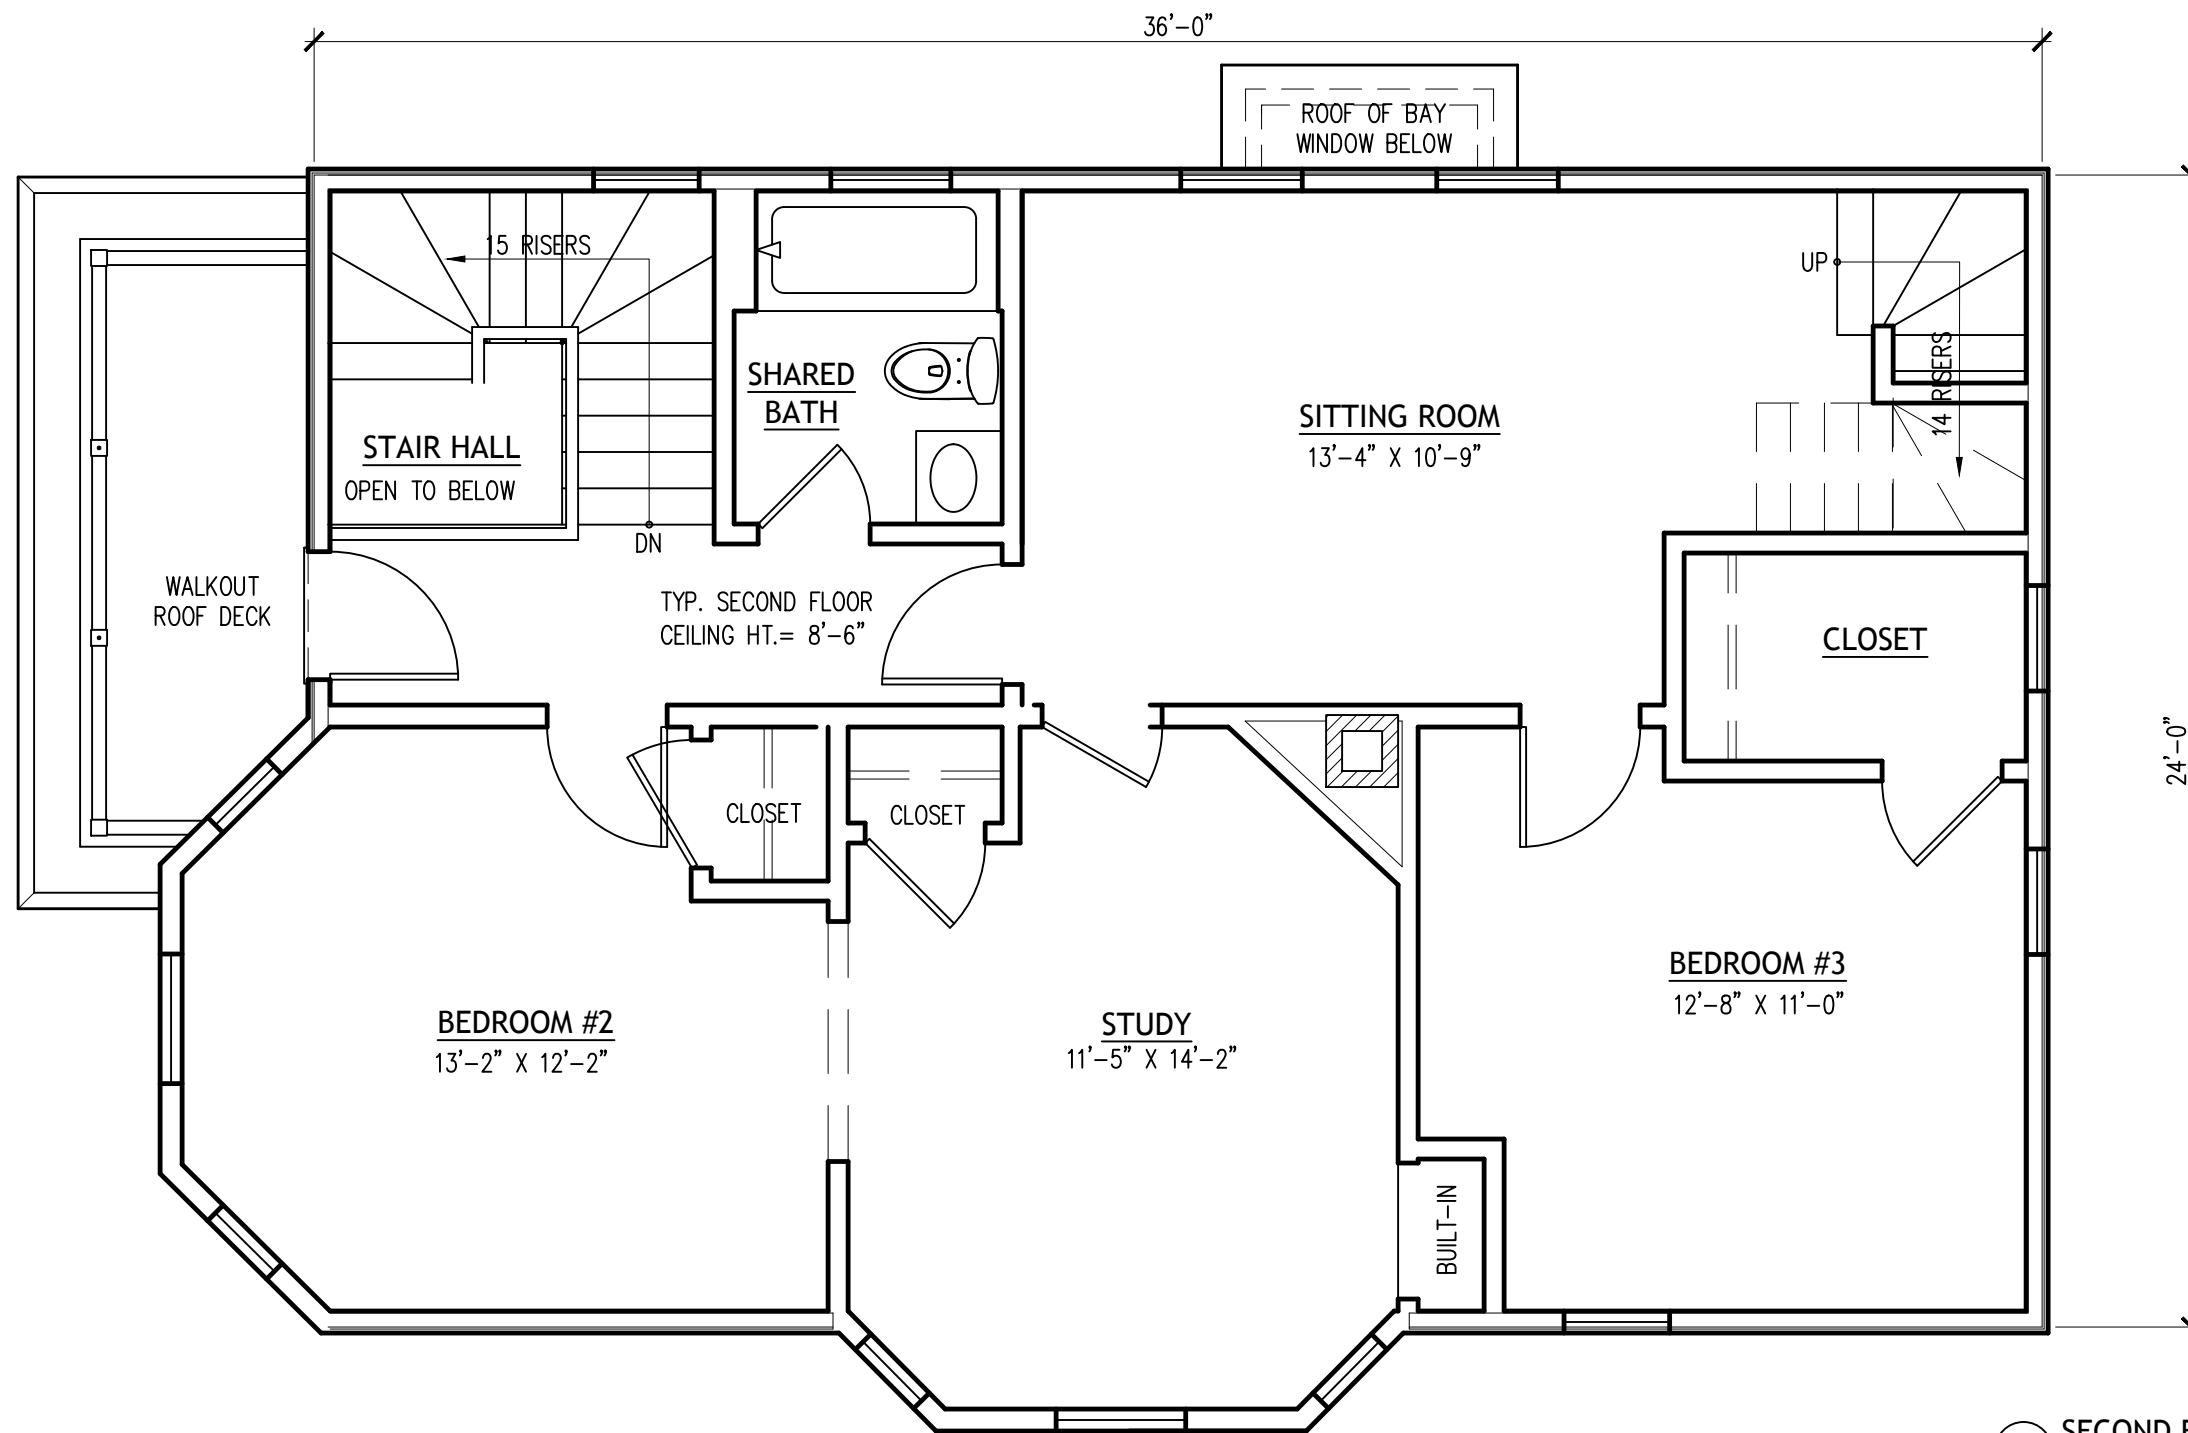 36'-0"
ROOF OF BAY
WINDOW BELOW
15 RISERS
UP
14 RISERS
SHARED
BATH
SITTING ROOM
13'-4" X 10'-9"
STAIR HALL
OPEN TO BELOW
DN
WALKOUT
ROOF DECK
TYP. SECOND FLOOR
CEILING HT.= 8'-6"
CLOSET
24'-0"
CLOSET
CLOSET
BEDROOM #3
12'-8" X 11'-0"
BEDROOM #2
13'-2" X 12'-2"
STUDY
11'-5" X 14'-2"
BUILT-IN
SECOND